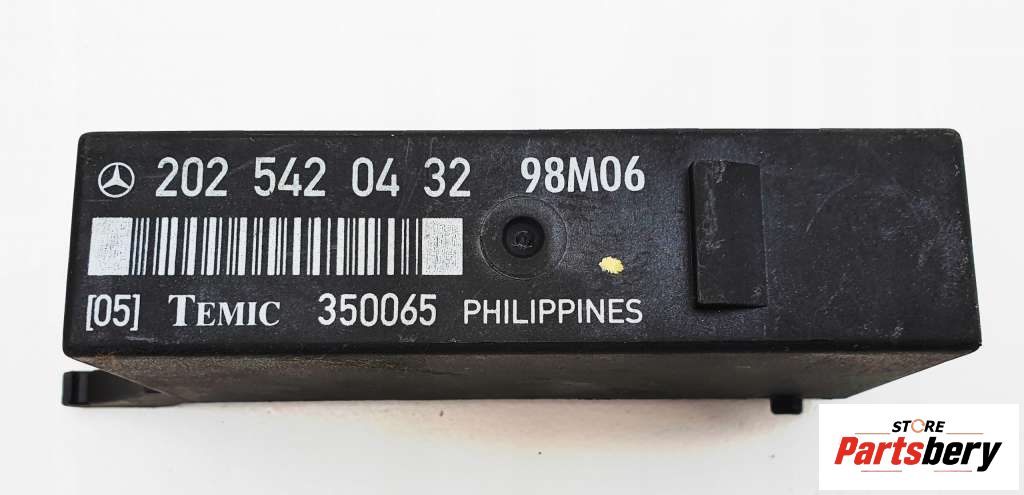 202 542 04 32 98M06
[05] TEMIC 350065 PHILIPPINES
STORE
Partsbery